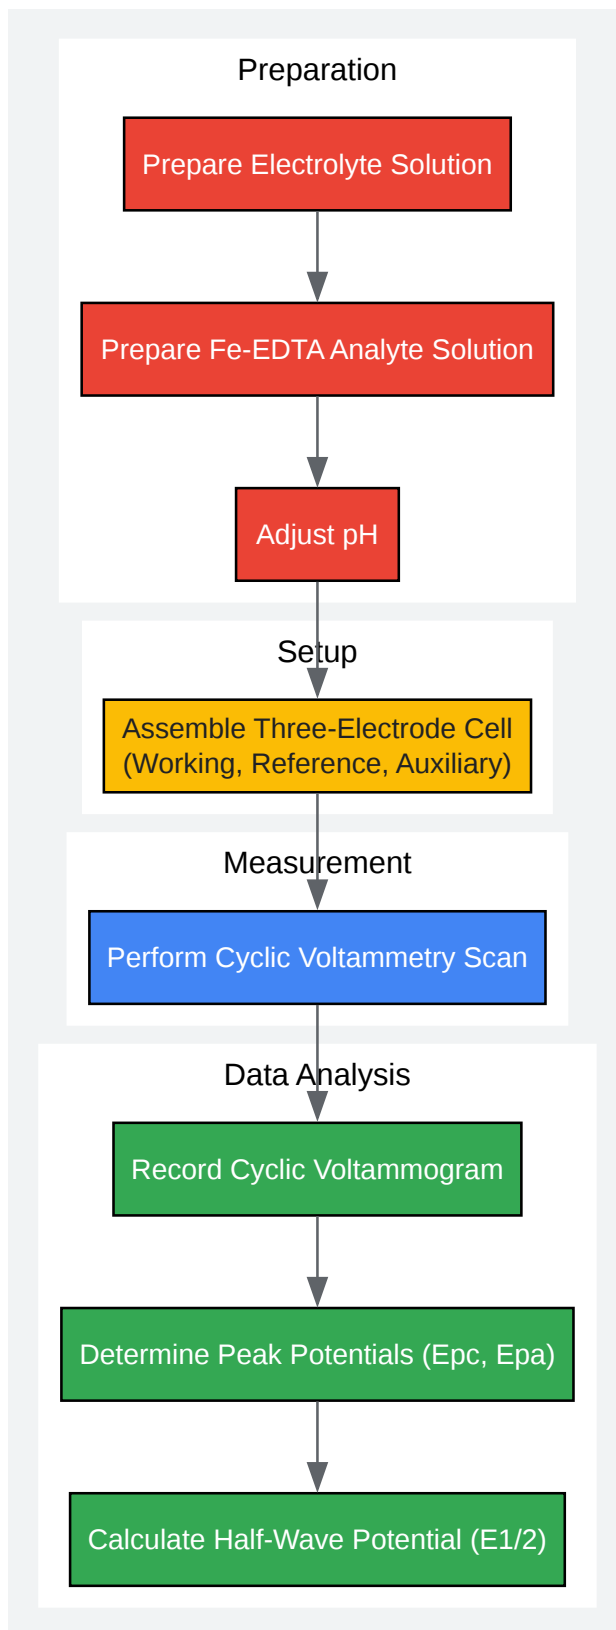 Preparation
Prepare Electrolyte Solution
Prepare Fe-EDTA Analyte Solution
Adjust pH
Setup
Assemble Three-Electrode Cell
(Working, Reference, Auxiliary)
Measurement
Perform Cyclic Voltammetry Scan
Data Analysis
Record Cyclic Voltammogram
Determine Peak Potentials (Epc, Epa)
Calculate Half-Wave Potential (E1/2)